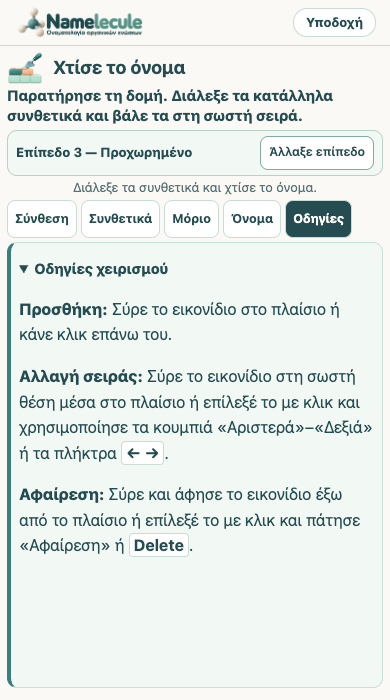 Namelecule
Ονοματολογία οργανικών ενώσεων
Υποδοχή
Χτίσε το όνομα
Παρατήρησε τη δομή. Διάλεξε τα κατάλληλα
συνθετικά και βάλε τα στη σωστή σειρά.
Επίπεδο 3 — Προχωρημένο
Άλλαξε επίπεδο
Διάλεξε τα συνθετικά και χτίσε το όνομα.
Σύνθεση Συνθετικά Μόριο Όνομα Οδηγίες
▼ Οδηγίες χειρισμού
Προσθήκη: Σύρε το εικονίδιο στο πλαίσιο ή
κάνε κλικ επάνω του.
Αλλαγή σειράς: Σύρε το εικονίδιο στη σωστή
θέση μέσα στο πλαίσιο ή επίλεξέ το με κλικ και
χρησιμοποίησε τα κουμπιά «Αριστερά»–«Δεξιά»
ή τα πλήκτρα ← →.
Αφαίρεση: Σύρε και άφησε το εικονίδιο έξω
από το πλαίσιο ή επίλεξέ το με κλικ και πάτησε
«Αφαίρεση» ή Delete.